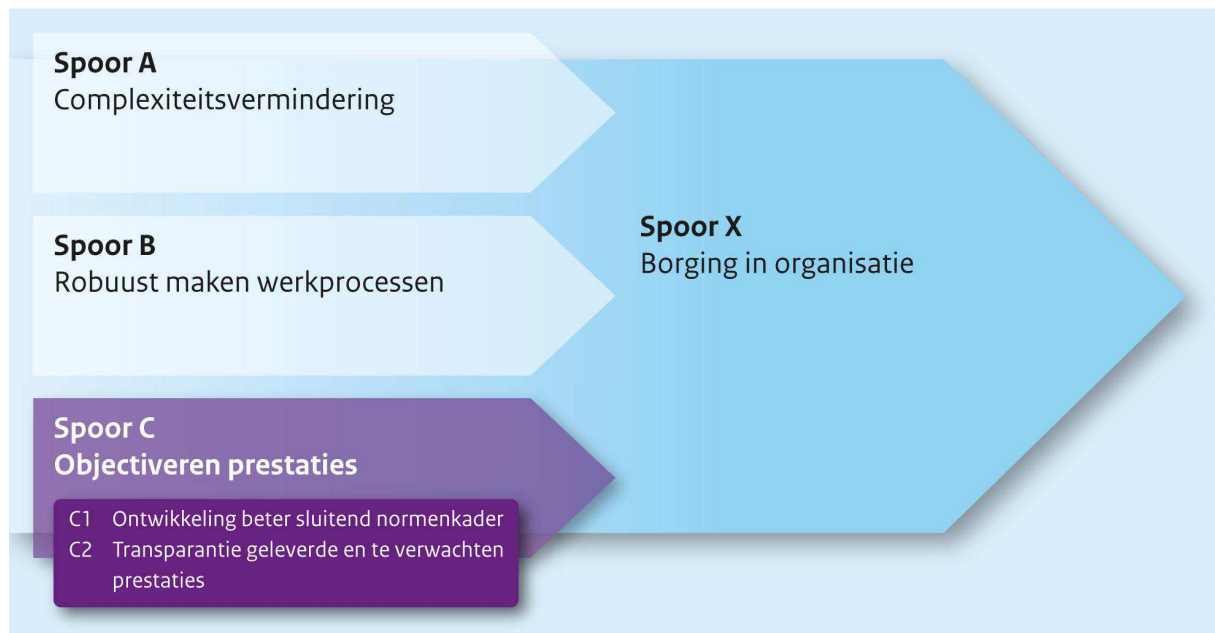 Spoor A
Complexiteitsvermindering
Spoor B
Robuust maken werkprocessen
Spoor X
Borging in organisatie
Spoor C
Objectiveren prestaties
C1 Ontwikkeling beter sluitend normenkader
C2 Transparantie geleverde en te verwachten
prestaties